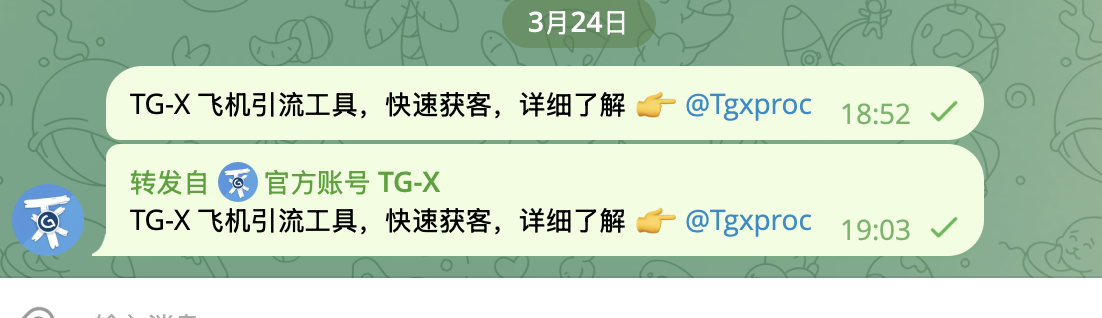 3月24日
TG-X 飞机引流工具，快速获客，详细了解 👉 @Tgxproc 18:52
转发自 官方账号 TG-X
TG-X 飞机引流工具，快速获客，详细了解 👉 @Tgxproc 19:03